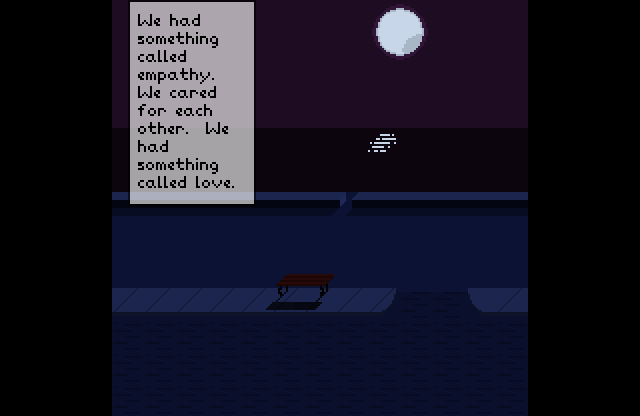 We had
something
called
empathy.
We cared
for each
other.  We
had
something
called love.